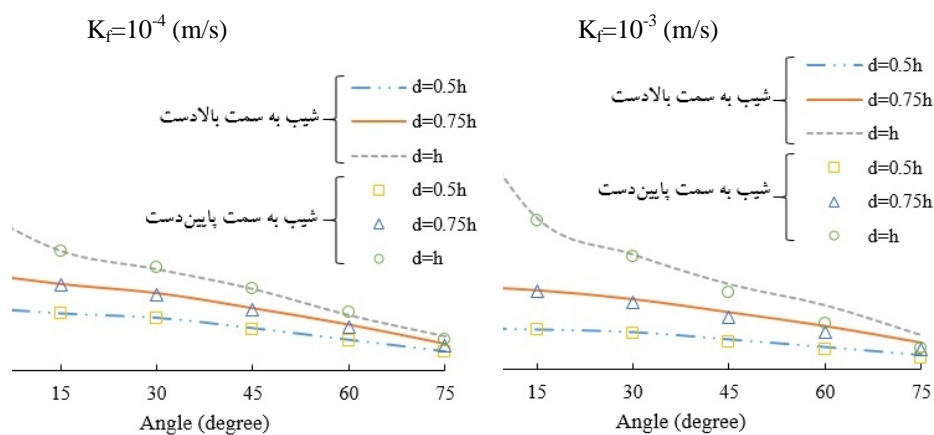 K_f=10^-4 (m/s)
d=0.5h
شیب به سمت بالادست
d=0.75h
d=h
d=0.5h
شیب به سمت پایین‌دست
d=0.75h
d=h
15 30 45 60 75
Angle (degree)
K_f=10^-3 (m/s)
d=0.5h
شیب به سمت بالادست
d=0.75h
d=h
d=0.5h
شیب به سمت پایین‌دست
d=0.75h
d=h
15 30 45 60 75
Angle (degree)